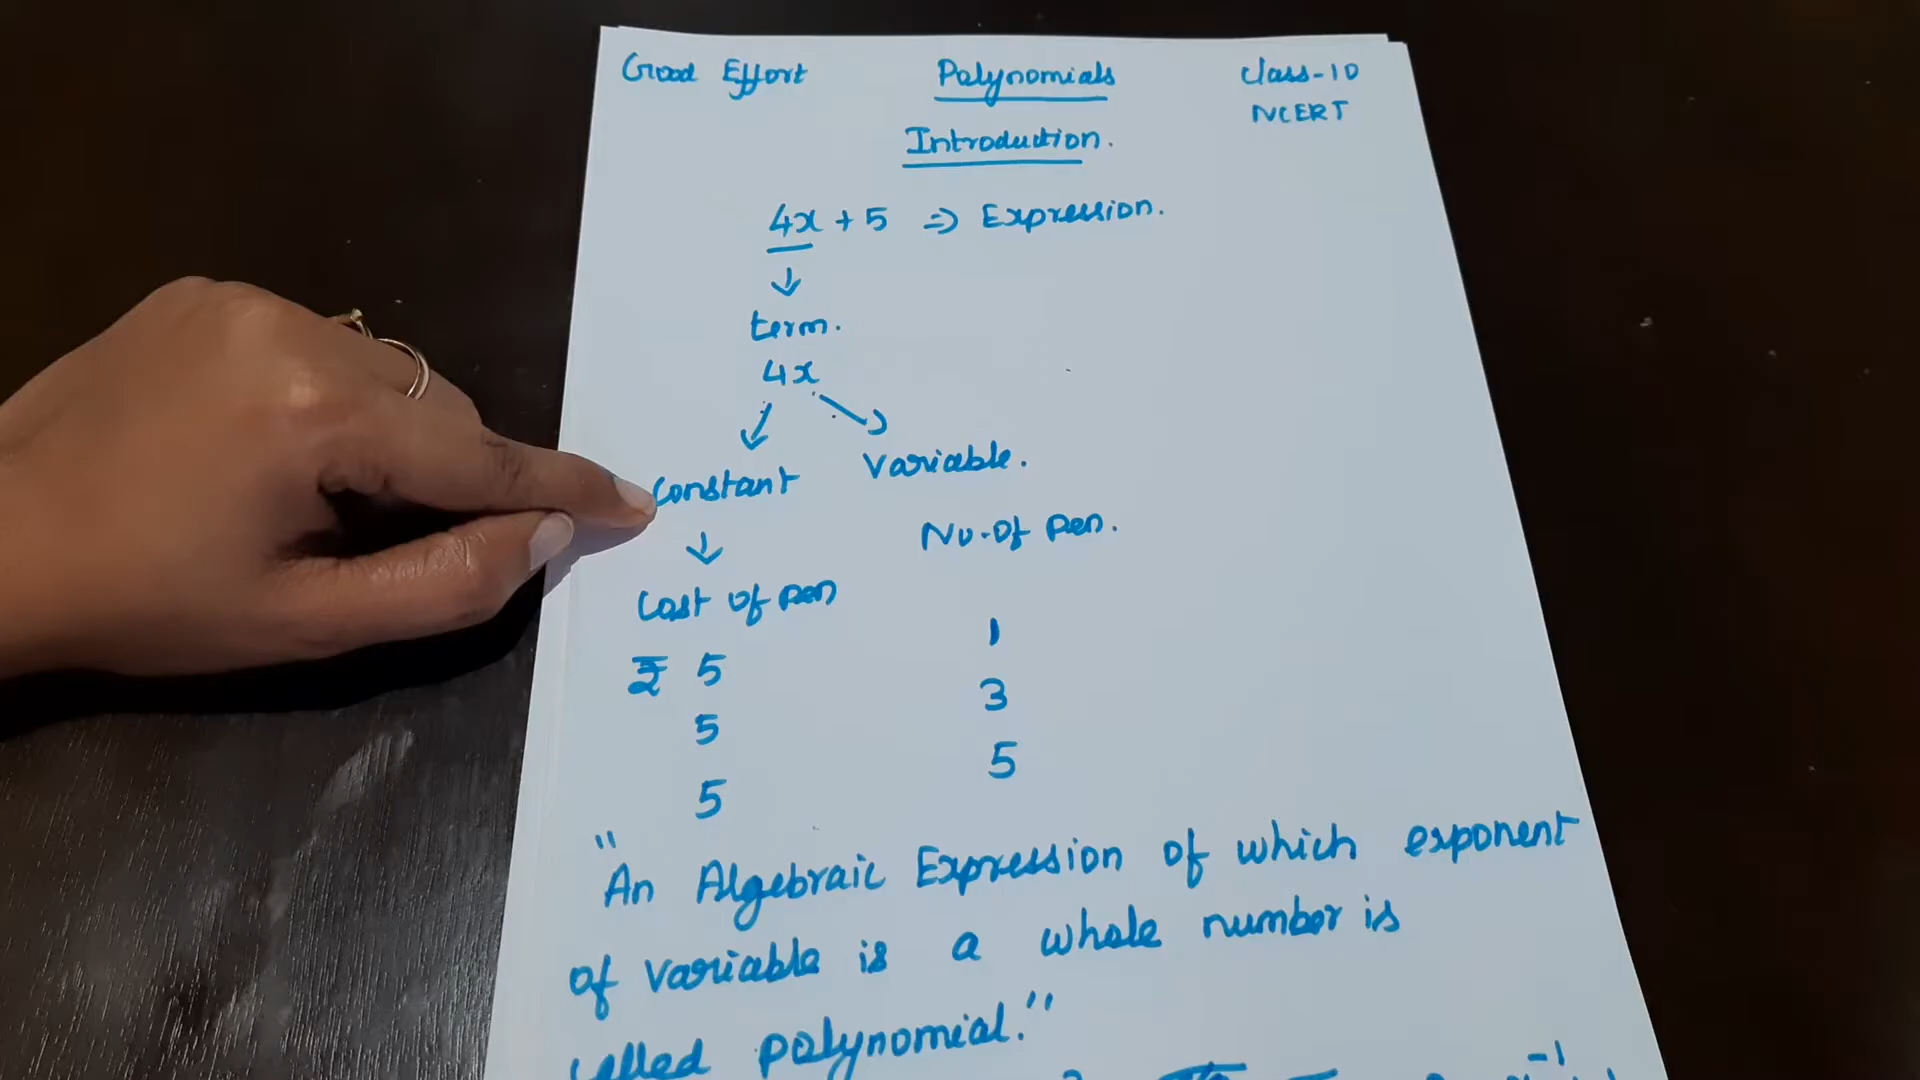 Good Effort Polynomials Class-10
NCERT
Introduction.
4x + 5 => Expression.
↓
term.
4x
Constant Variable.
↓
Cost of pen No. of pen.
₹ 5 1
5 3
5 5
"An Algebraic Expression of which exponent
of variable is a whole number is
called polynomial."
-1